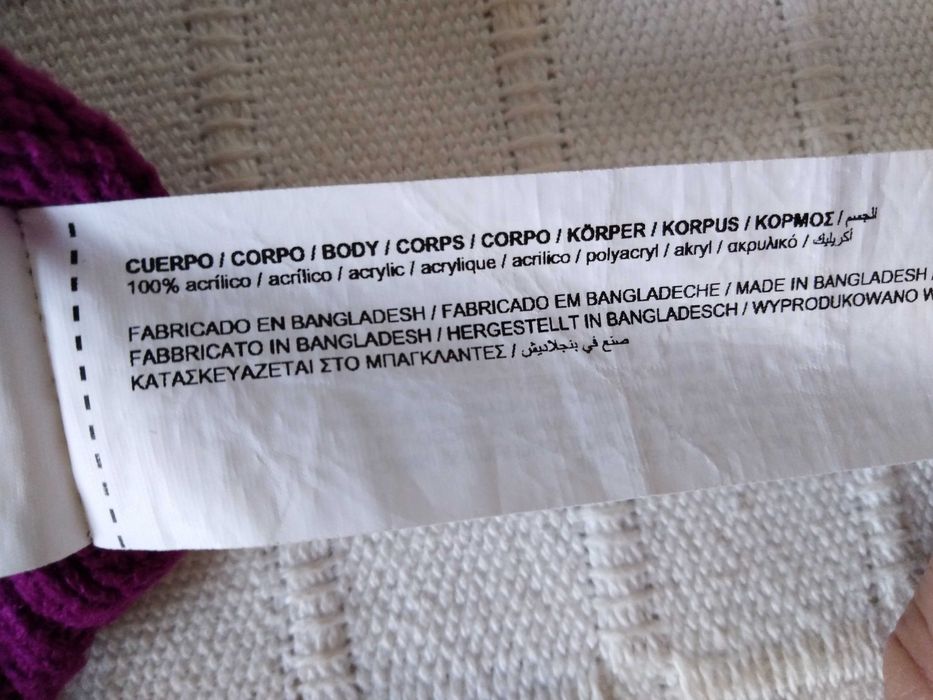 CUERPO / CORPO / BODY / CORPS / CORPO / KÖRPER / KORPUS / ΚΟΡΜΟΣ / الجسم
100% acrílico / acrílico / acrylic / acrylique / acrilico / polyacryl / akryl / ακρυλικό / أكريليك
FABRICADO EN BANGLADESH / FABRICADO EM BANGLADECHE / MADE IN BANGLADESH /
FABBRICATO IN BANGLADESH / HERGESTELLT IN BANGLADESCH / WYPRODUKOWANO W
ΚΑΤΑΣΚΕΥΑΖΕΤΑΙ ΣΤΟ ΜΠΑΓΚΛΑΝΤΕΣ / صنع في بنجلاديش